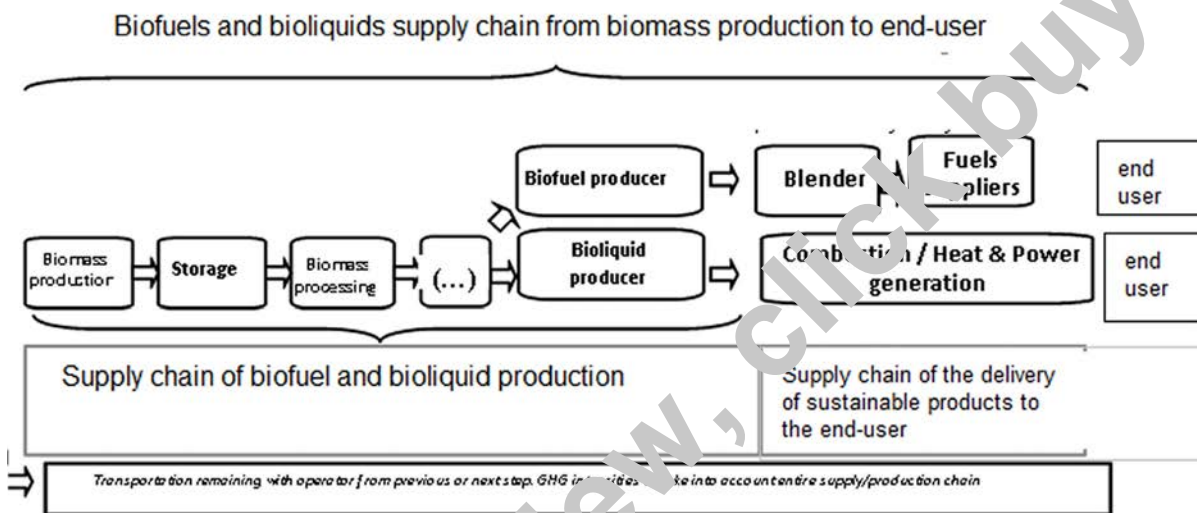 Biofuels and bioliquids supply chain from biomass production to end-user
Biofuel producer
Blender
Fuels
end
user
Biomass
production
Storage
Biomass
processing
(...)
Bioliquid
producer
Combustion / Heat & Power
generation
end
user
Supply chain of biofuel and bioliquid production
Supply chain of the delivery
of sustainable products to
the end-user
Transportation remaining with operator from previous or next step. GHG into account entire supply/production chain
click buy